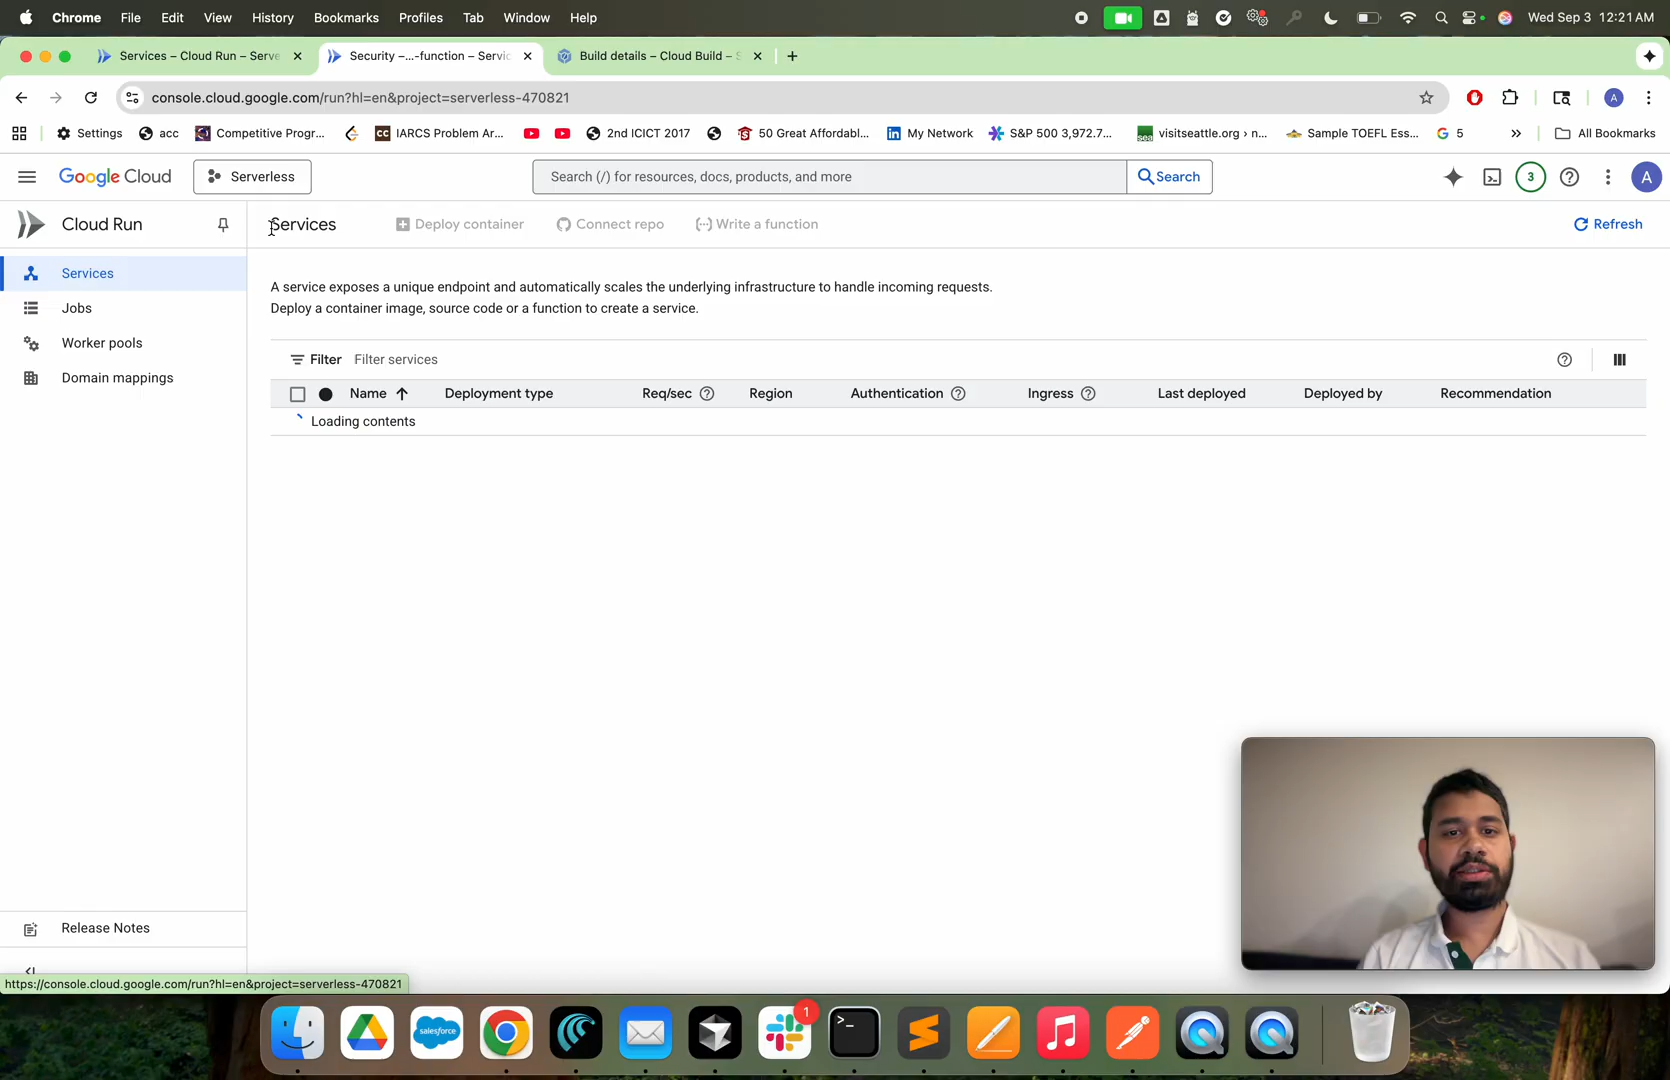 Chrome File Edit View History Bookmarks Profiles Tab Window Help Wed Sep 3 12:21 AM
Services – Cloud Run – Serve Security –...-function – Servic Build details – Cloud Build – S
console.cloud.google.com/run?hl=en&project=serverless-470821 A
Settings acc Competitive Progr... CC IARCS Problem Ar... 2nd ICICT 2017 50 Great Affordabl... My Network S&P 500 3,972.7... visitseattle.org › n... Sample TOEFL Ess... G 5 » All Bookmarks
Google Cloud Serverless Search (/) for resources, docs, products, and more Search 3 A
Cloud Run Services Deploy container Connect repo Write a function Refresh
Services
Jobs
Worker pools
Domain mappings
A service exposes a unique endpoint and automatically scales the underlying infrastructure to handle incoming requests.
Deploy a container image, source code or a function to create a service.
Filter Filter services
Name Deployment type Req/sec Region Authentication Ingress Last deployed Deployed by Recommendation
Loading contents
Release Notes
https://console.cloud.google.com/run?hl=en&project=serverless-470821
salesforce
1